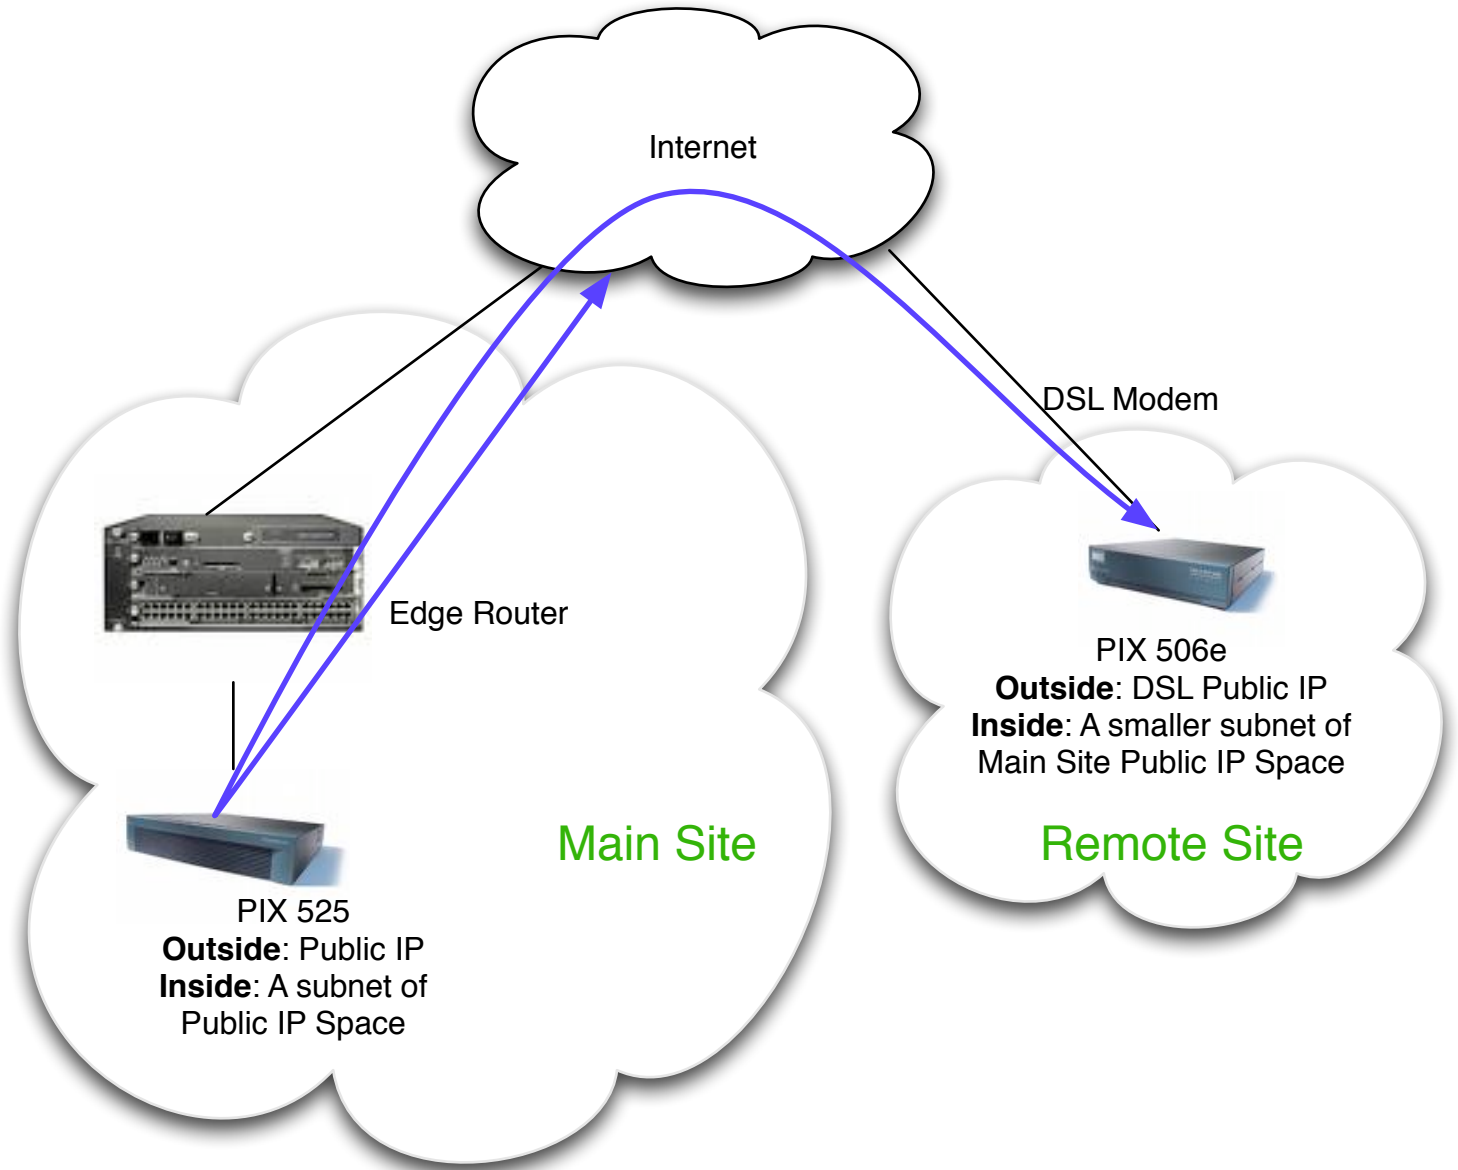 Internet
DSL Modem
Edge Router
PIX 506e
Outside: DSL Public IP
Inside: A smaller subnet of
Main Site Public IP Space
Main Site
Remote Site
PIX 525
Outside: Public IP
Inside: A subnet of
Public IP Space